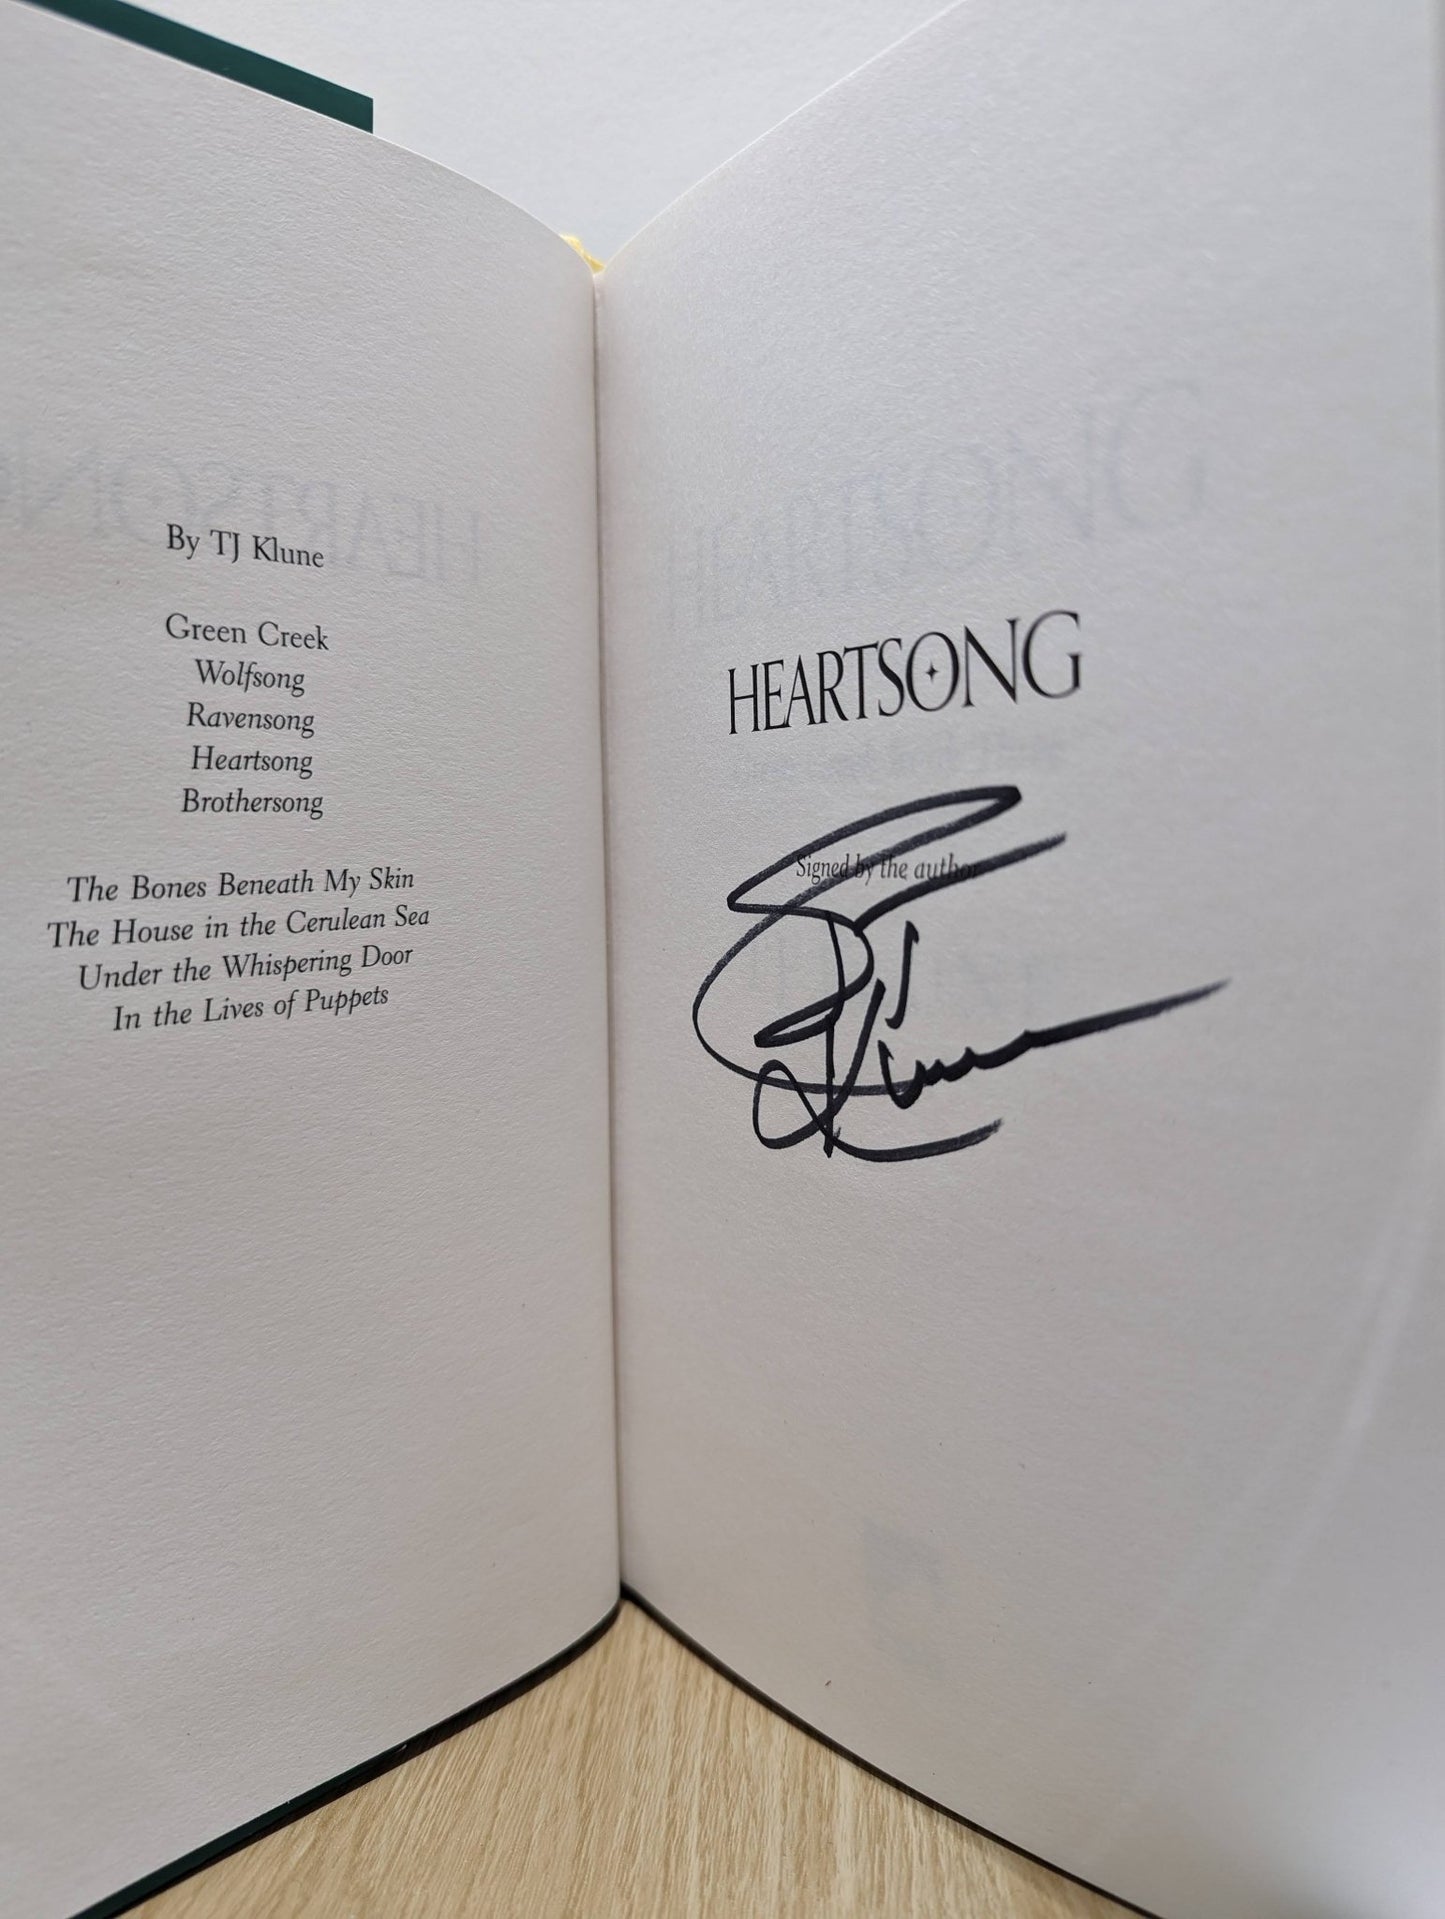 By TJ Klune
Green Creek
Wolfsong
Ravensong
Heartsong
Brothersong
The Bones Beneath My Skin
The House in the Cerulean Sea
Under the Whispering Door
In the Lives of Puppets
HEARTSONG
Signed by the author